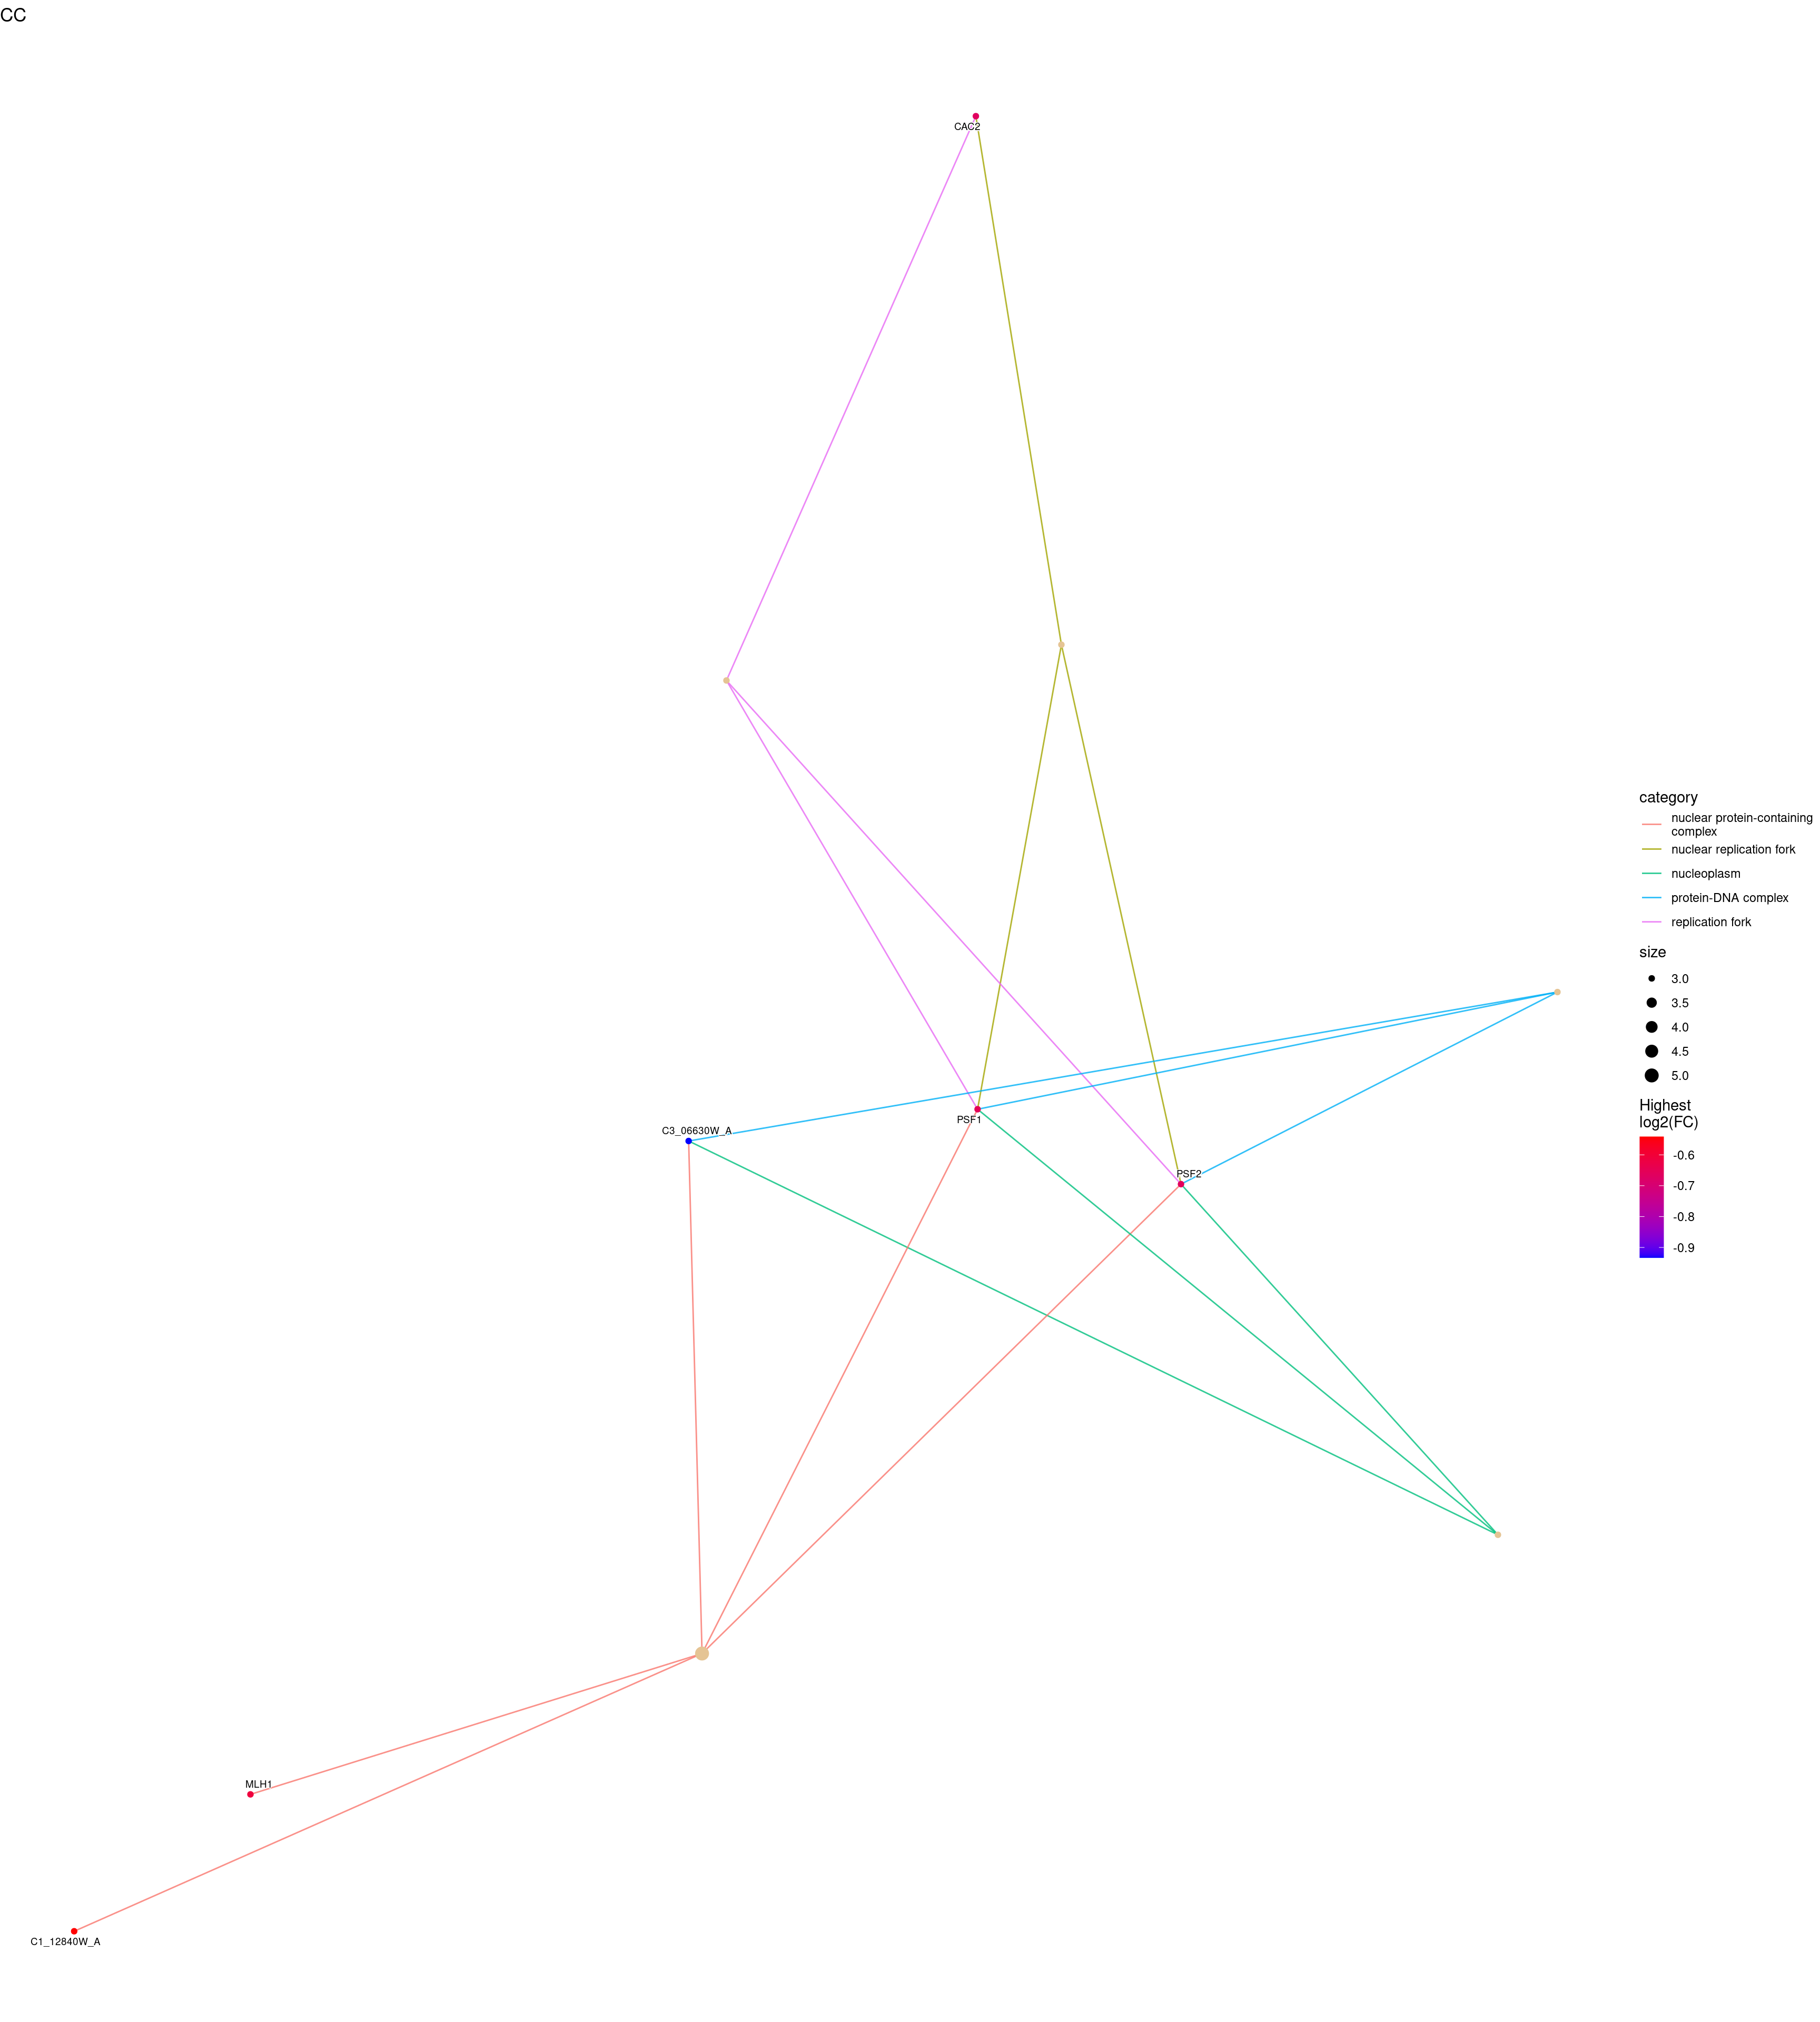 CC
CAC2
PSF1
C3_06630W_A
PSF2
MLH1
C1_12840W_A
category
nuclear protein-containing
complex
nuclear replication fork
nucleoplasm
protein-DNA complex
replication fork
size
3.0
3.5
4.0
4.5
5.0
Highest
log2(FC)
-0.6
-0.7
-0.8
-0.9